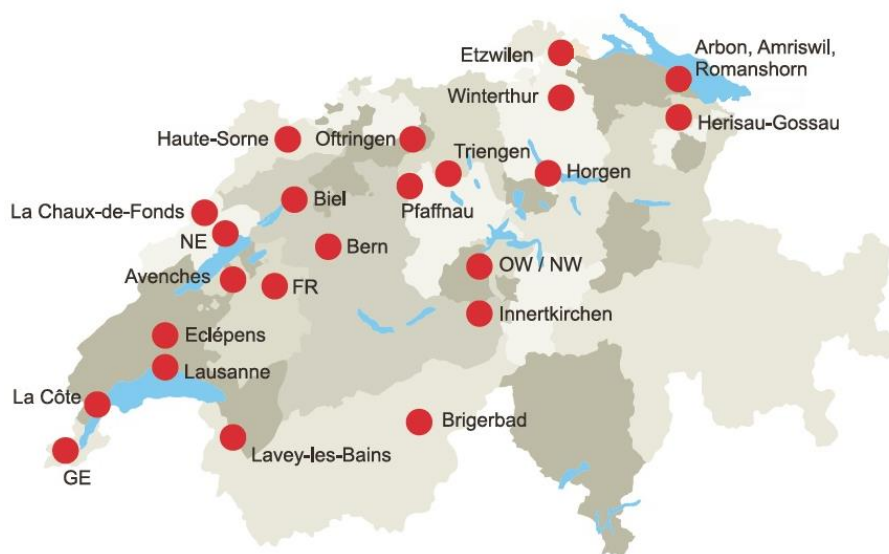 Etzwilen
Arbon, Amriswil,
Romanshorn
Winterthur
Herisau-Gossau
Haute-Sorne
Oftringen
Triengen
Horgen
La Chaux-de-Fonds
Biel
Pfaffnau
NE
Bern
Avenches
FR
OW / NW
Innertkirchen
Eclépens
Lausanne
La Côte
Brigerbad
Lavey-les-Bains
GE